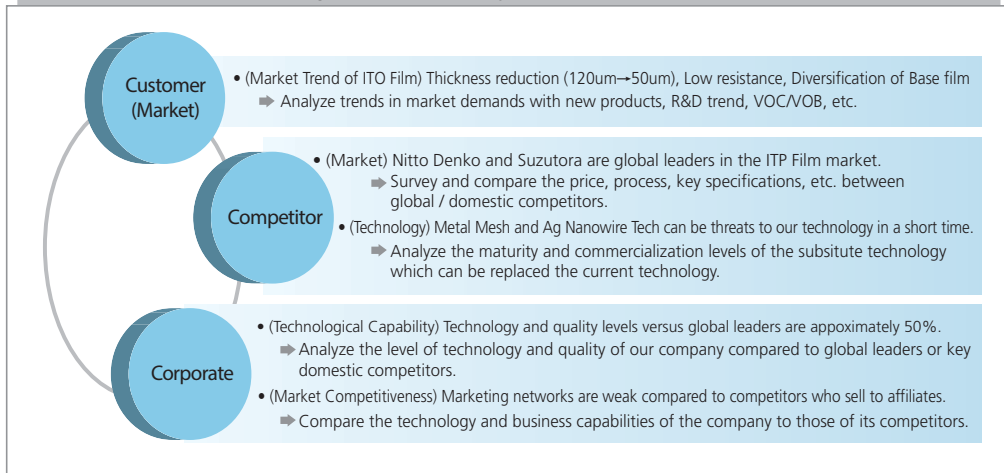 Customer
(Market)
• (Market Trend of ITO Film) Thickness reduction (120um→50um), Low resistance, Diversification of Base film
➡ Analyze trends in market demands with new products, R&D trend, VOC/VOB, etc.
Competitor
• (Market) Nitto Denko and Suzutora are global leaders in the ITP Film market.
➡ Survey and compare the price, process, key specifications, etc. between
global / domestic competitors.
• (Technology) Metal Mesh and Ag Nanowire Tech can be threats to our technology in a short time.
➡ Analyze the maturity and commercialization levels of the subsitute technology
which can be replaced the current technology.
Corporate
• (Technological Capability) Technology and quality levels versus global leaders are appoximately 50%.
➡ Analyze the level of technology and quality of our company compared to global leaders or key
domestic competitors.
• (Market Competitiveness) Marketing networks are weak compared to competitors who sell to affiliates.
➡ Compare the technology and business capabilities of the company to those of its competitors.